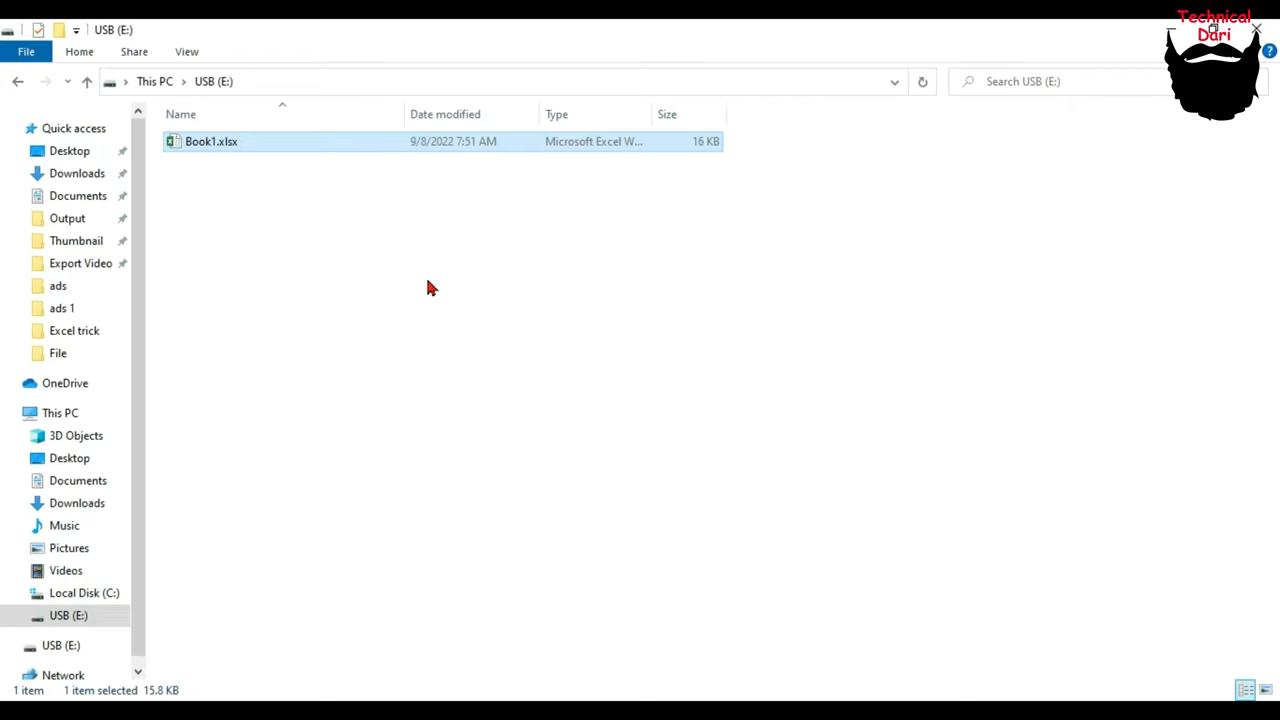 Technical
Dari
USB (E:)
File Home Share View
This PC USB (E:) Search USB (E:)
Name Date modified Type Size
Book1.xlsx 9/8/2022 7:51 AM Microsoft Excel W... 16 KB
Quick access
Desktop
Downloads
Documents
Output
Thumbnail
Export Video
ads
ads 1
Excel trick
File
OneDrive
This PC
3D Objects
Desktop
Documents
Downloads
Music
Pictures
Videos
Local Disk (C:)
USB (E:)
USB (E:)
Network
1 item 1 item selected 15.8 KB